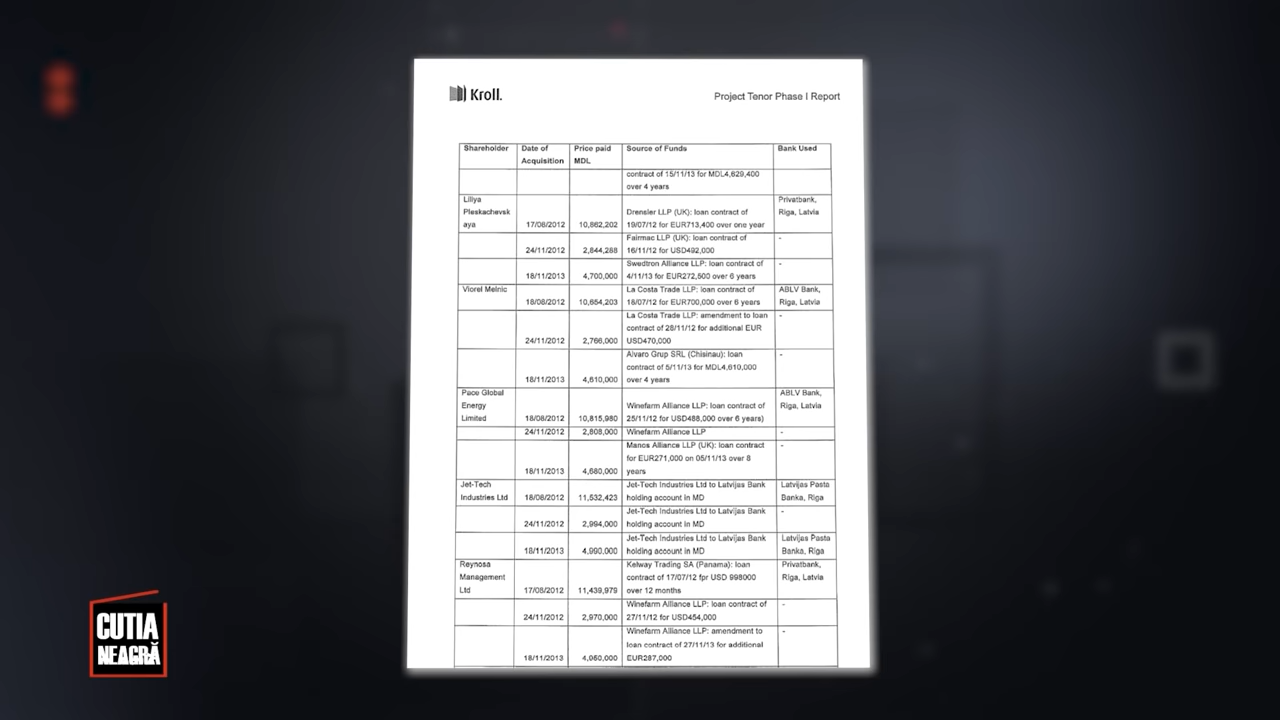 Kroll.
Project Tenor Phase I Report
Shareholder Date of Acquisition Price paid MDL Source of Funds Bank Used
contract of 15/11/13 for MDL4,629,400
over 4 years
Liliya
Pleskachevsk
aya 17/08/2012 10,862,202 Drensler LLP (UK): loan contract of
19/07/12 for EUR713,400 over one year Privatbank,
Riga, Latvia
24/11/2012 2,844,288 Fairmac LLP (UK): loan contract of
16/11/12 for USD492,000 -
18/11/2013 4,700,000 Swedtron Alliance LLP: loan contract of
4/11/13 for EUR272,500 over 6 years -
Viorel Melnic 18/08/2012 10,654,203 La Costa Trade LLP: loan contract of
18/07/12 for EUR700,000 over 6 years ABLV Bank,
Riga, Latvia
24/11/2012 2,766,000 La Costa Trade LLP: amendment to loan
contract of 28/11/12 for additional EUR
USD470,000 -
18/11/2013 4,610,000 Alvaro Grup SRL (Chisinau): loan
contract of 5/11/13 for MDL4,610,000
over 4 years -
Pace Global
Energy
Limited 18/08/2012 10,815,980 Winefarm Alliance LLP: loan contract of
25/11/12 for USD488,000 over 6 years) ABLV Bank,
Riga, Latvia
24/11/2012 2,808,000 Winefarm Alliance LLP -
18/11/2013 4,680,000 Manos Alliance LLP (UK): loan contract
for EUR271,000 on 05/11/13 over 8
years -
Jet-Tech
Industries Ltd 18/08/2012 11,532,423 Jet-Tech Industries Ltd to Latvijas Bank
holding account in MD Latvijas Pasta
Banka, Riga
24/11/2012 2,994,000 Jet-Tech Industries Ltd to Latvijas Bank
holding account in MD -
18/11/2013 4,990,000 Jet-Tech Industries Ltd to Latvijas Bank
holding account in MD Latvijas Pasta
Banka, Riga
Reynosa
Management
Ltd 17/08/2012 11,439,979 Kelway Trading SA (Panama): loan
contract of 17/07/12 fpr USD 998000
over 12 months Privatbank,
Riga, Latvia
24/11/2012 2,970,000 Winefarm Alliance LLP: loan contract of
27/11/12 for USD454,000 -
18/11/2013 4,950,000 Winefarm Alliance LLP: amendment to
loan contract of 27/11/13 for additional
EUR287,000 -
CUTIA
NEAGRĂ